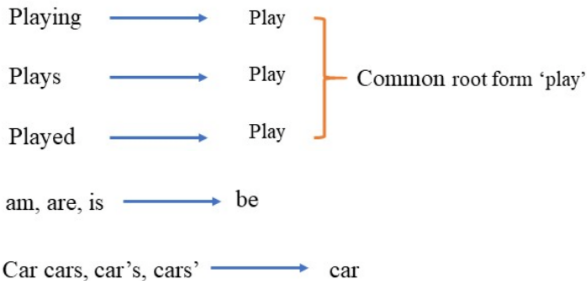 Playing Play
Plays Play Common root form ‘play’
Played Play
am, are, is be
Car cars, car’s, cars’ car